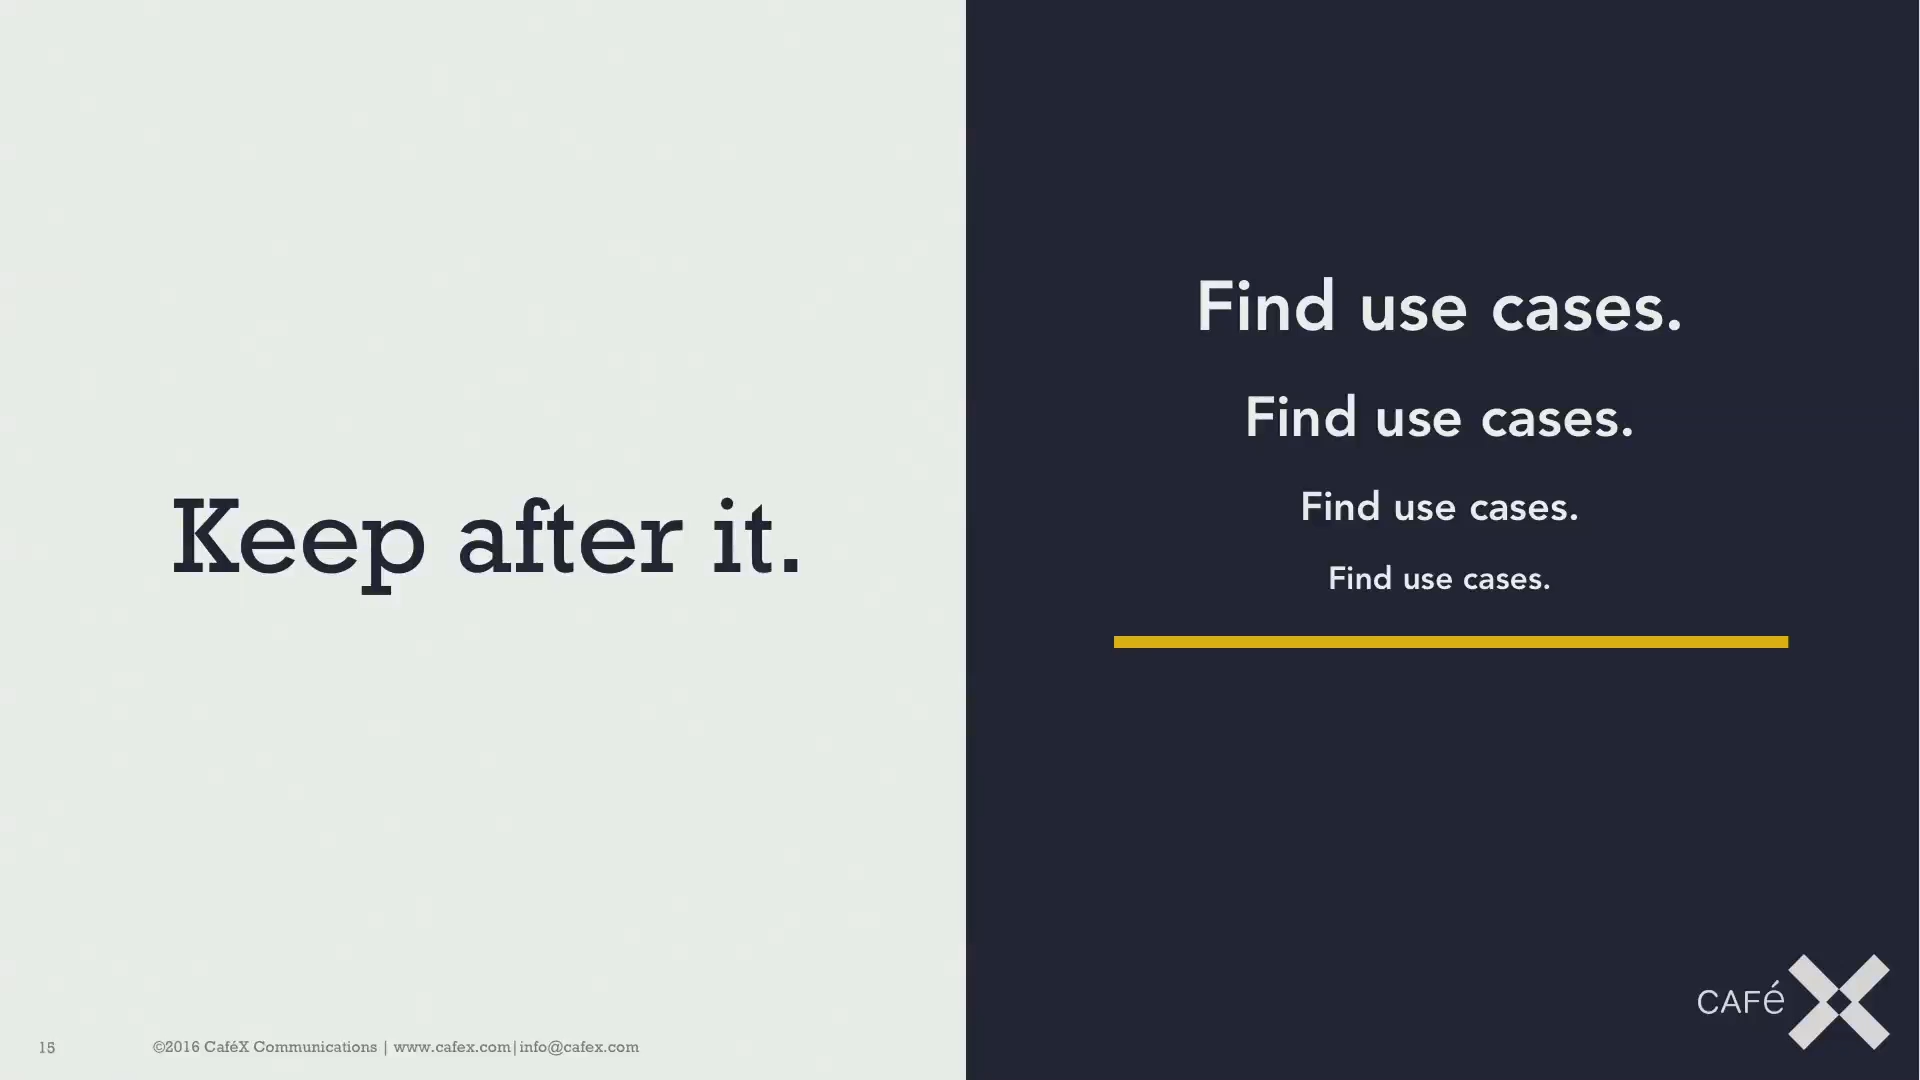 Keep after it.
Find use cases.
Find use cases.
Find use cases.
Find use cases.
15
©2016 CaféX Communications | www.cafex.com|info@cafex.com
CAFé X